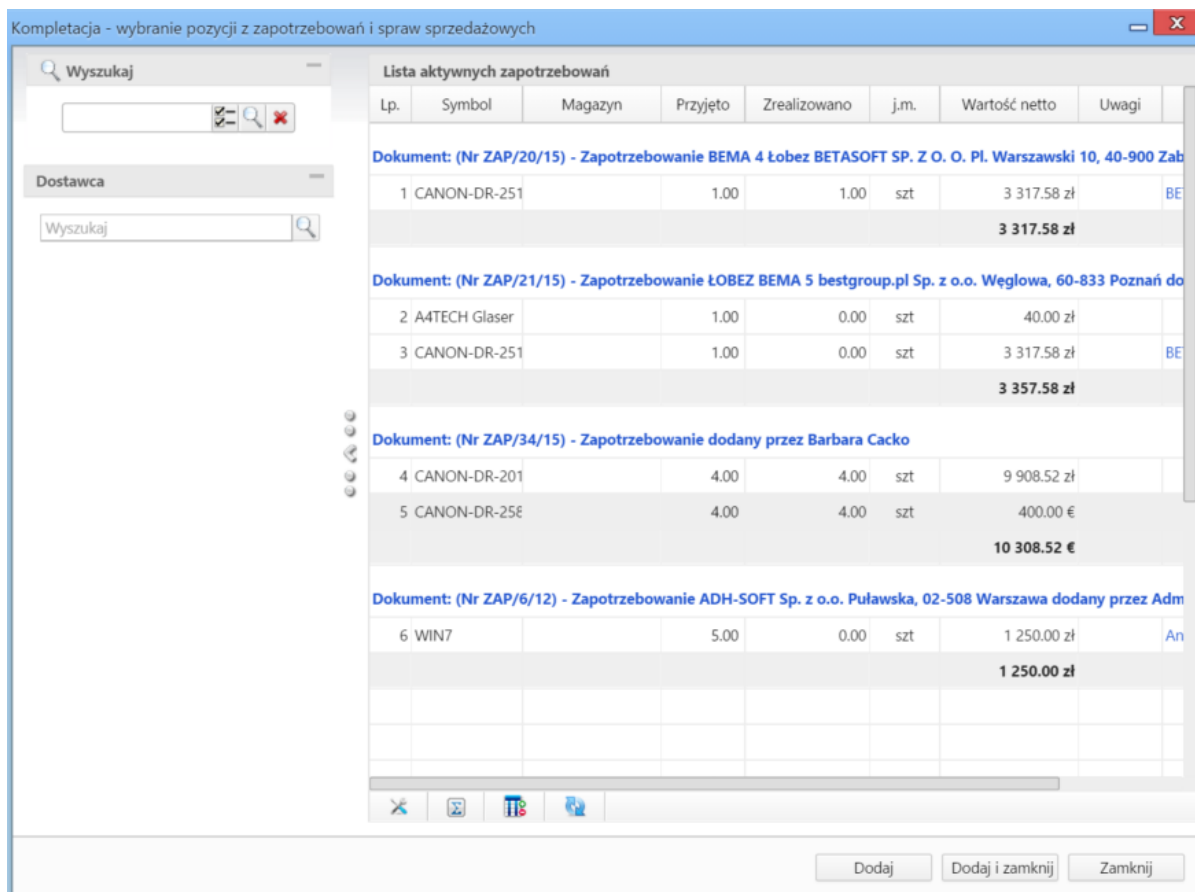 Kompletacja - wybranie pozycji z zapotrzebowań i spraw sprzedażowych
X
Wyszukaj
Dostawca
Wyszukaj
Lista aktywnych zapotrzebowań
Lp. Symbol Magazyn Przyjęto Zrealizowano j.m. Wartość netto Uwagi
Dokument: (Nr ZAP/20/15) - Zapotrzebowanie BEMA 4 Łobez BETASOFT SP. Z O. O. Pl. Warszawski 10, 40-900 Zab
1 CANON-DR-251 1.00 1.00 szt 3 317.58 zł BE
3 317.58 zł
Dokument: (Nr ZAP/21/15) - Zapotrzebowanie ŁOBEZ BEMA 5 bestgroup.pl Sp. z o.o. Węglowa, 60-833 Poznań do
2 A4TECH Glaser 1.00 0.00 szt 40.00 zł
3 CANON-DR-251 1.00 0.00 szt 3 317.58 zł BE
3 357.58 zł
Dokument: (Nr ZAP/34/15) - Zapotrzebowanie dodany przez Barbara Cacko
4 CANON-DR-201 4.00 4.00 szt 9 908.52 zł
5 CANON-DR-258 4.00 4.00 szt 400.00 €
10 308.52 €
Dokument: (Nr ZAP/6/12) - Zapotrzebowanie ADH-SOFT Sp. z o.o. Puławska, 02-508 Warszawa dodany przez Adm
6 WIN7 5.00 0.00 szt 1 250.00 zł An
1 250.00 zł
Dodaj Dodaj i zamknij Zamknij